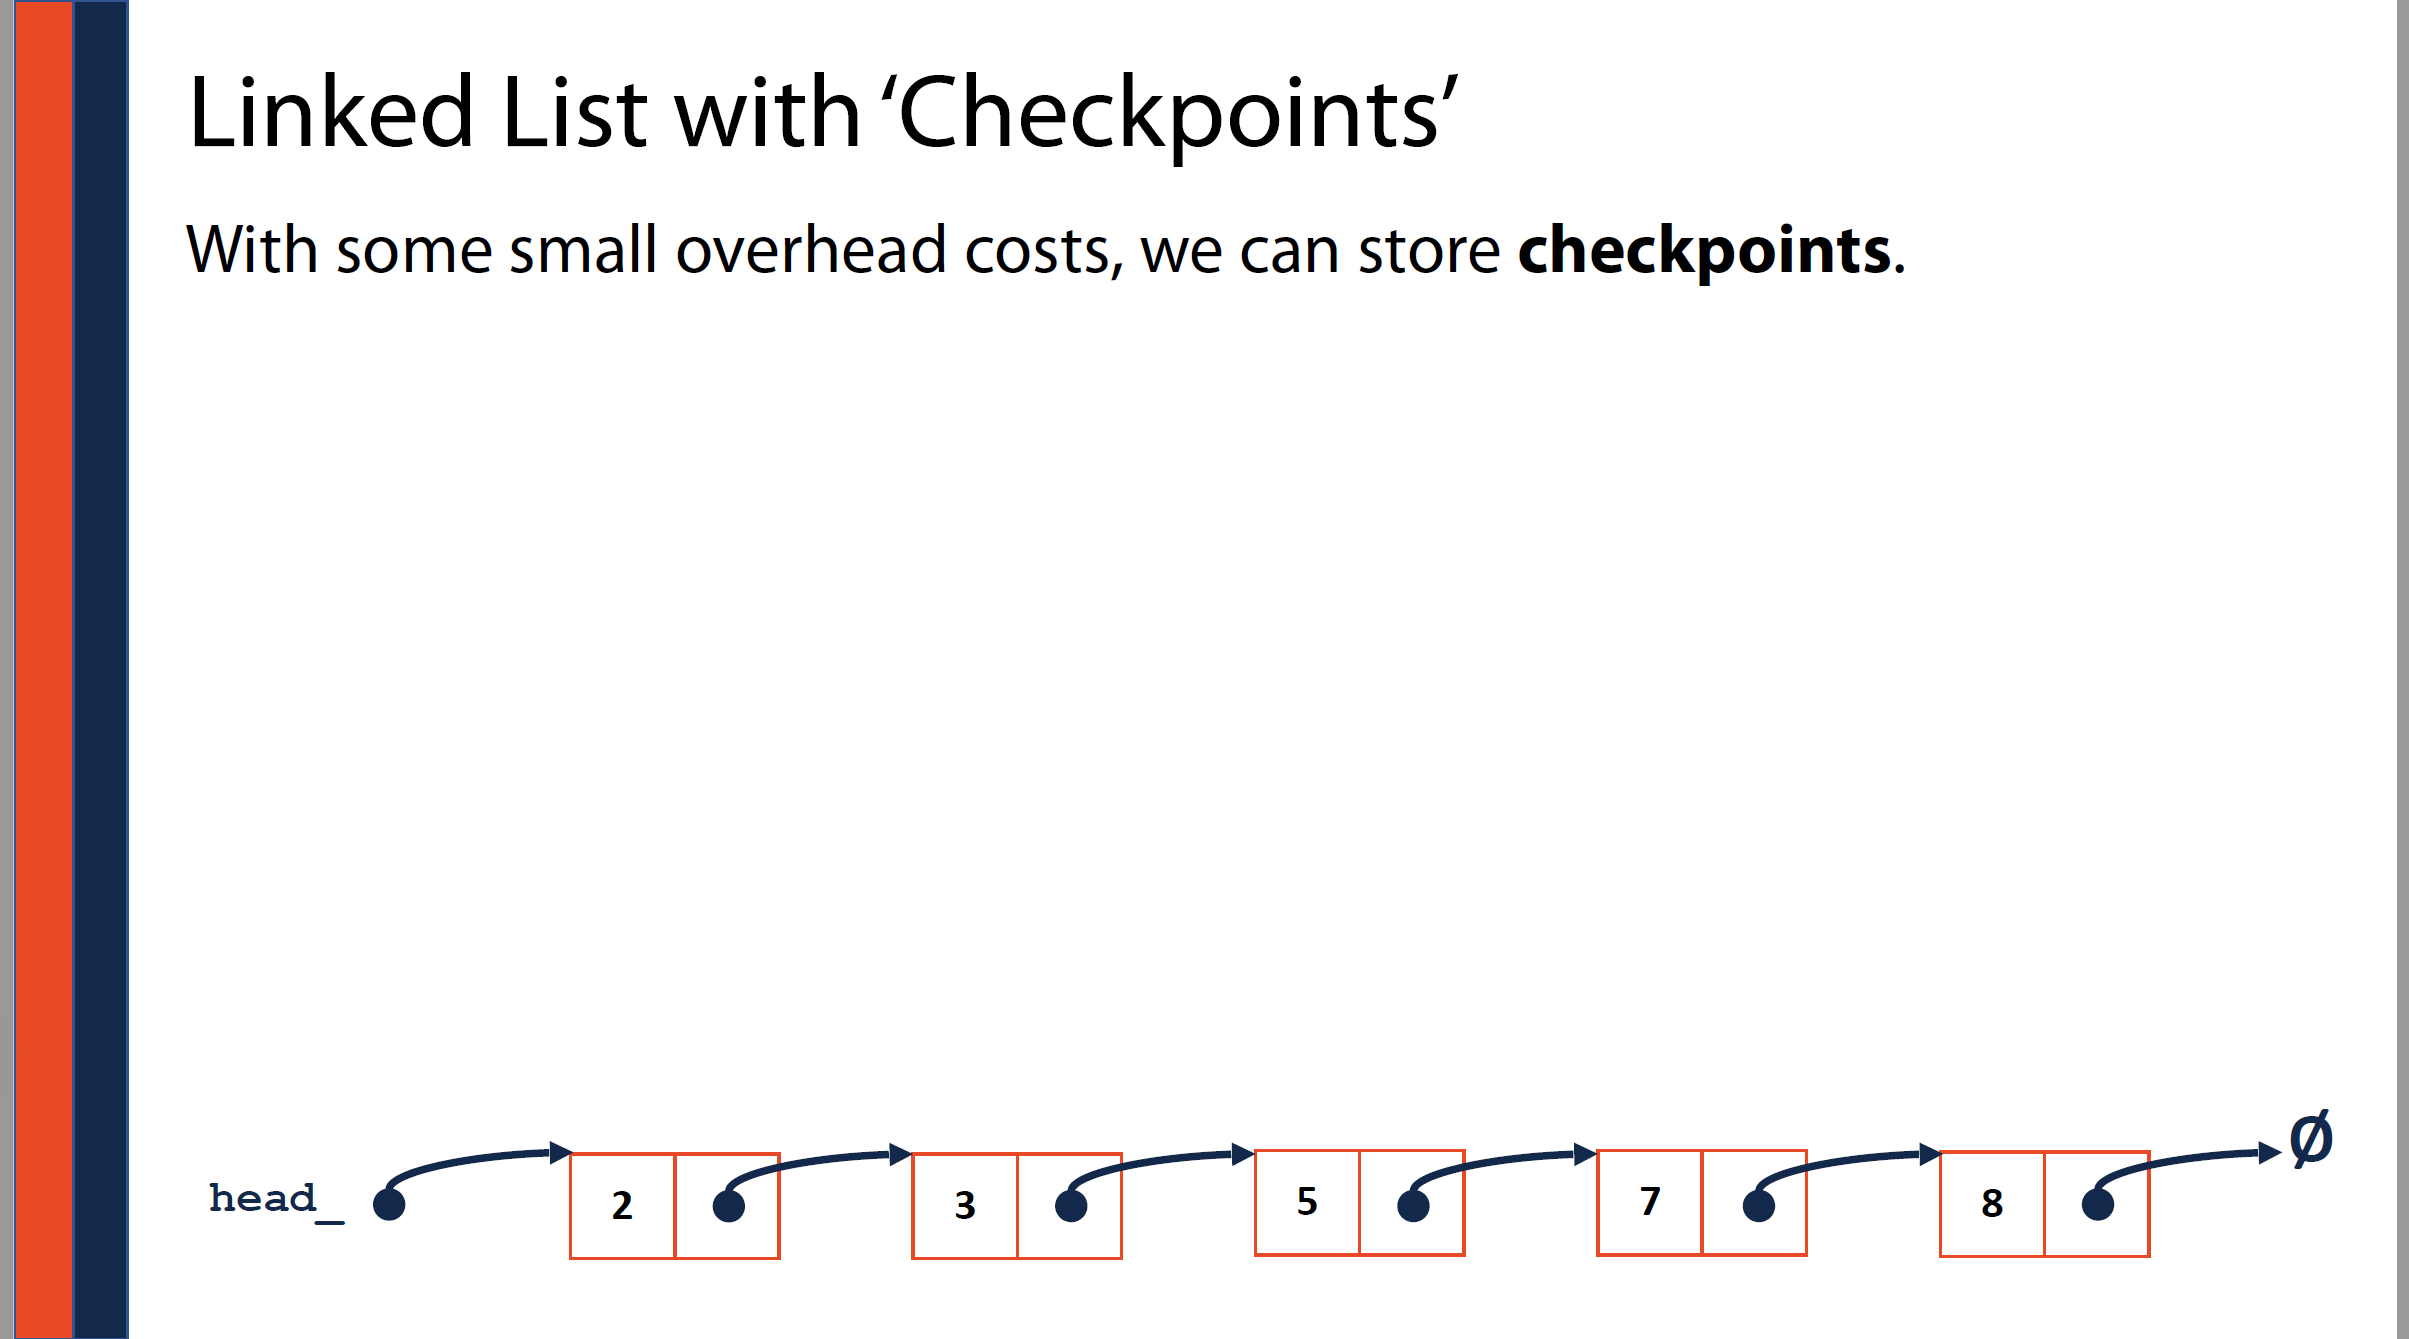 Linked List with ‘Checkpoints’
With some small overhead costs, we can store checkpoints.
head_ 2 3 5 7 8 Ø